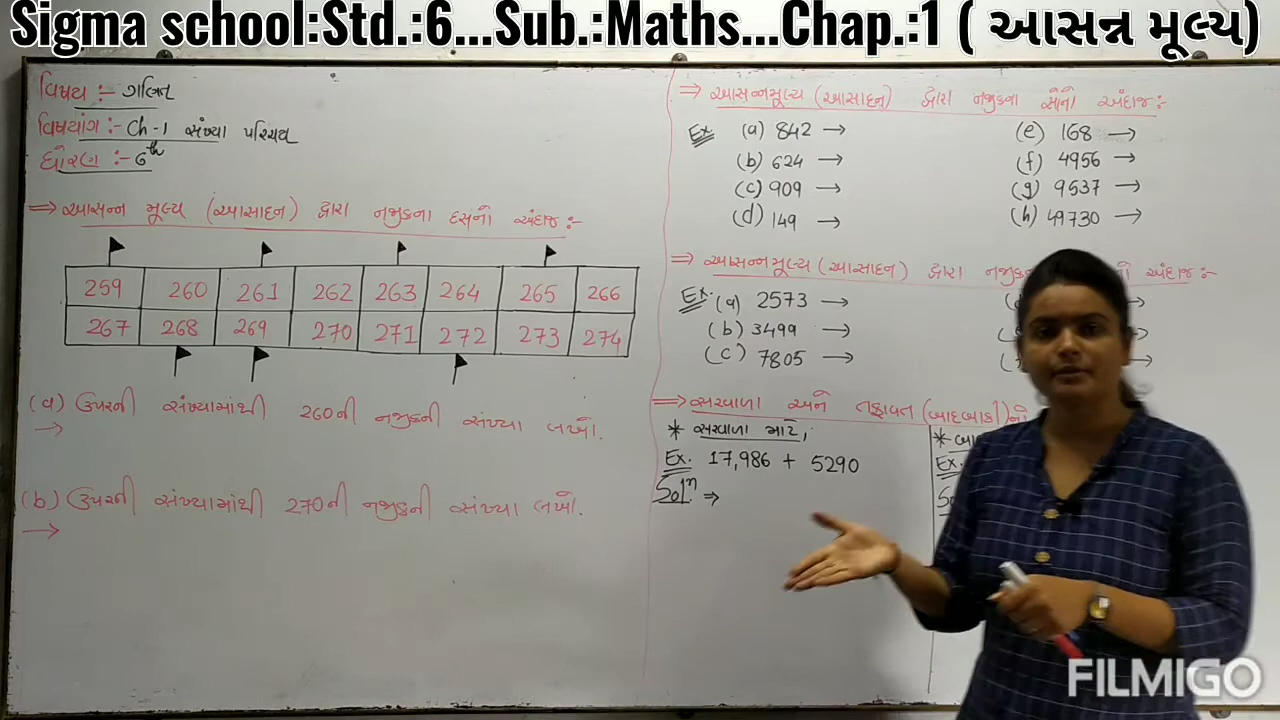 Sigma school:Std.:6...Sub.:Maths...Chap.:1 ( આસન્ન મૂલ્ય)
વિષય :- ગણિત
વિષયાંગ :- Ch-1 સંખ્યા પરિચય
ધોરણ :- 6th
⇒ આસન્ન મૂલ્ય (આસાદન) દ્વારા નજીકના દસનો અંદાજ :-
259 260 261 262 263 264 265 266
267 268 269 270 271 272 273 274
(a) ઉપરની સંખ્યામાંથી 260ની નજીકની સંખ્યા લખો.
→
(b) ઉપરની સંખ્યામાંથી 270ની નજીકની સંખ્યા લખો.
→
⇒ આસન્નમૂલ્ય (આસાદન) દ્વારા નજીકના સોનો અંદાજ :-
Ex (a) 842 → (e) 168 →
(b) 624 → (f) 4956 →
(c) 909 → (g) 9537 →
(d) 149 → (h) 49730 →
⇒ આસન્નમૂલ્ય (આસાદન) દ્વારા અંદાજ :-
Ex. (a) 2573 →
(b) 3499 →
(c) 7805 →
⇒ સરવાળા અને તફાવત (બાદબાકી)નો
* સરવાળા માટે,
Ex. 17,986 + 5290
Solⁿ ⇒
FILMIGO